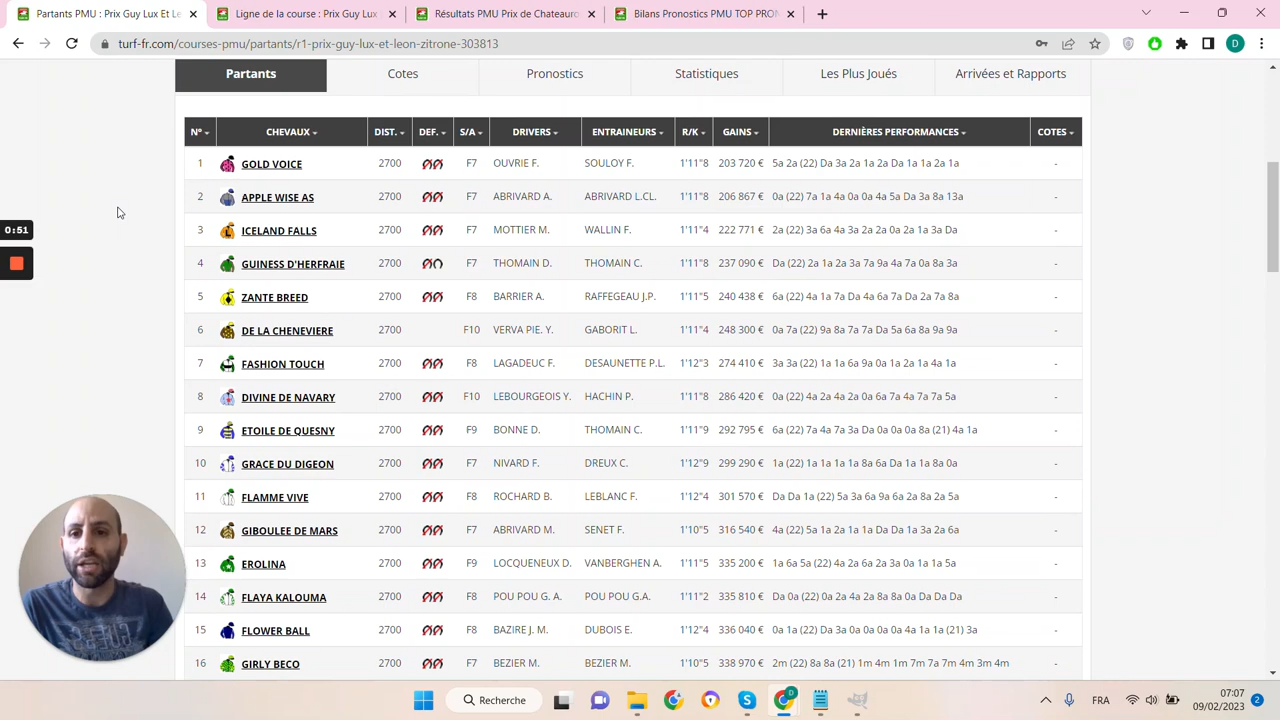 Partants PMU : Prix Guy Lux Et Le
Ligne de la course : Prix Guy Lux
Résultats PMU Prix de Chateauro
Bilans Pronostics PMU TOP PRON
turf-fr.com/courses-pmu/partants/r1-prix-guy-lux-et-leon-zitrone-303313
D
Partants Cotes Pronostics Statistiques Les Plus Joués Arrivées et Rapports
N° CHEVAUX DIST. DEF. S/A DRIVERS ENTRAINEURS R/K GAINS DERNIÈRES PERFORMANCES COTES
1 GOLD VOICE 2700 F7 OUVRIE F. SOULOY F. 1'11"8 203 720 € 5a 2a (22) Da 3a 2a 1a 2a Da 1a 1a 2a 1a -
2 APPLE WISE AS 2700 F7 ABRIVARD A. ABRIVARD L.CL. 1'11"8 206 867 € 0a (22) 7a 1a 4a 0a 0a 4a 5a Da 3a 8a 13a -
3 ICELAND FALLS 2700 F7 MOTTIER M. WALLIN F. 1'11"4 222 771 € 2a (22) 3a 6a 4a 3a 2a 2a 0a 2a 1a 3a Da -
4 GUINESS D'HERFRAIE 2700 F7 THOMAIN D. THOMAIN C. 1'11"8 237 090 € Da (22) 2a 1a 2a 3a 7a 9a 4a 7a 0a 8a 3a -
5 ZANTE BREED 2700 F8 BARRIER A. RAFFEGEAU J.P. 1'11"5 240 438 € 6a (22) 4a 1a 7a Da 4a 6a 7a Da 2a 7a 8a -
6 DE LA CHENEVIERE 2700 F10 VERVA PIE. Y. GABORIT L. 1'11"4 248 300 € 0a 7a (22) 9a 8a 7a 7a Da 5a 6a 8a 9a 9a -
7 FASHION TOUCH 2700 F8 LAGADEUC F. DESAUNETTE P.L. 1'12"3 274 410 € 3a 3a (22) 1a 1a 6a 9a 0a 1a 2a 1a 4a 1a -
8 DIVINE DE NAVARY 2700 F10 LEBOURGEOIS Y. HACHIN P. 1'11"8 286 420 € 0a (22) 4a 2a 4a 2a 0a 6a 7a 4a 7a 7a 5a -
9 ETOILE DE QUESNY 2700 F9 BONNE D. THOMAIN C. 1'11"9 292 795 € 6a (22) 7a 4a 7a 3a Da 0a 0a 0a 8a (21) 4a 1a -
10 GRACE DU DIGEON 2700 F7 NIVARD F. DREUX C. 1'12"9 299 290 € 1a (22) 1a 1a 1a 1a 8a 6a Da 1a 1a 8a 0a -
11 FLAMME VIVE 2700 F8 ROCHARD B. LEBLANC F. 1'12"4 301 570 € Da Da 1a (22) 5a 3a 6a 9a 6a 2a 8a 2a 5a -
12 GIBOULEE DE MARS 2700 F7 ABRIVARD M. SENET F. 1'10"5 316 540 € 4a (22) 5a 1a 2a 1a 1a Da Da 1a 3a 2a 6a -
13 EROLINA 2700 F9 LOCQUENEUX D. VANBERGHEN A. 1'11"5 335 200 € 1a 6a 5a (22) 4a 2a 6a 2a 3a 0a 1a 1a 5a -
14 FLAYA KALOUMA 2700 F8 POU POU G. A. POU POU G.A. 1'11"2 335 810 € Da 0a (22) 0a 2a 4a 2a 8a 8a 0a Da Da Da -
15 FLOWER BALL 2700 F8 BAZIRE J. M. DUBOIS E. 1'12"4 336 040 € 0a 1a (22) Da 3a 0a 0a 0a 0a 4a 1a 1a (21) 3a -
16 GIRLY BECO 2700 F7 BEZIER M. BEZIER M. 1'10"5 338 970 € 2m (22) 8a 8a (21) 1m 4m 1m 7m 7a 7m 4m 3m 4m -
0:51
Recherche
FRA
07:07
09/02/2023
2